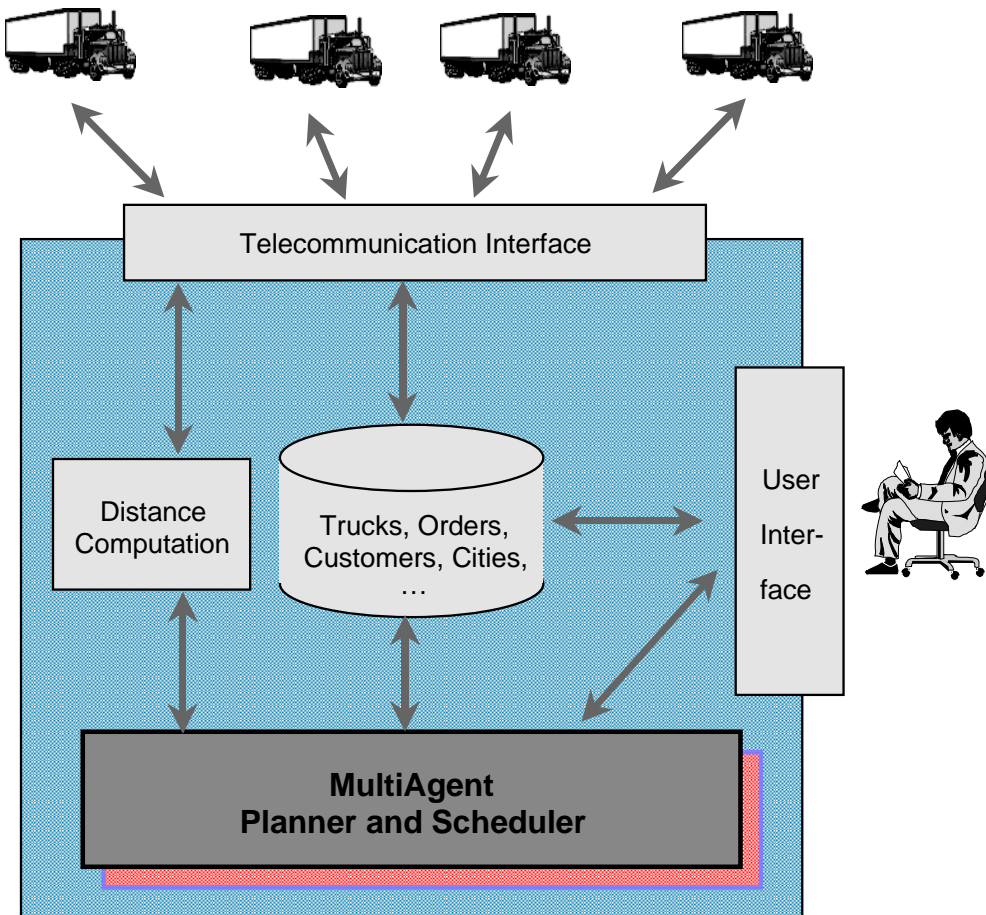 Telecommunication Interface
Distance
Computation
Trucks, Orders,
Customers, Cities,
…
User
Inter-
face
MultiAgent
Planner and Scheduler